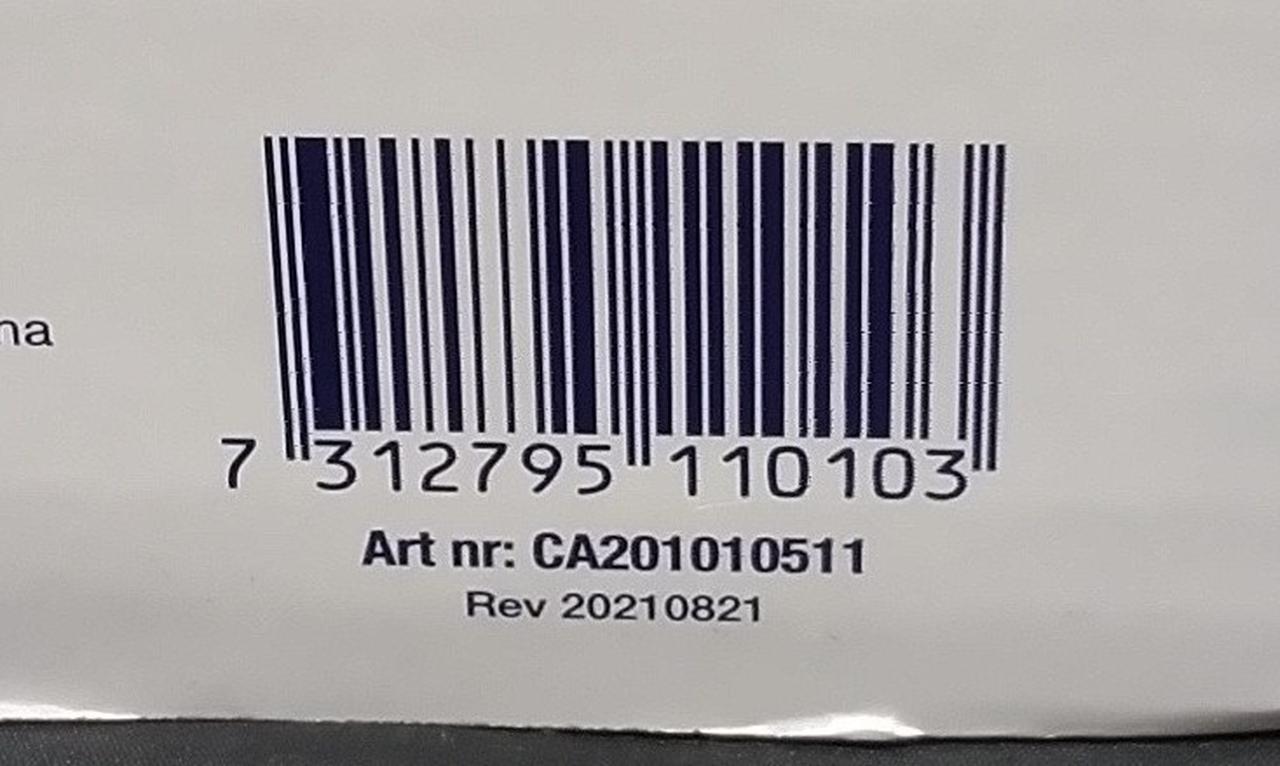 na
7 312795 110103
Art nr: CA201010511
Rev 20210821